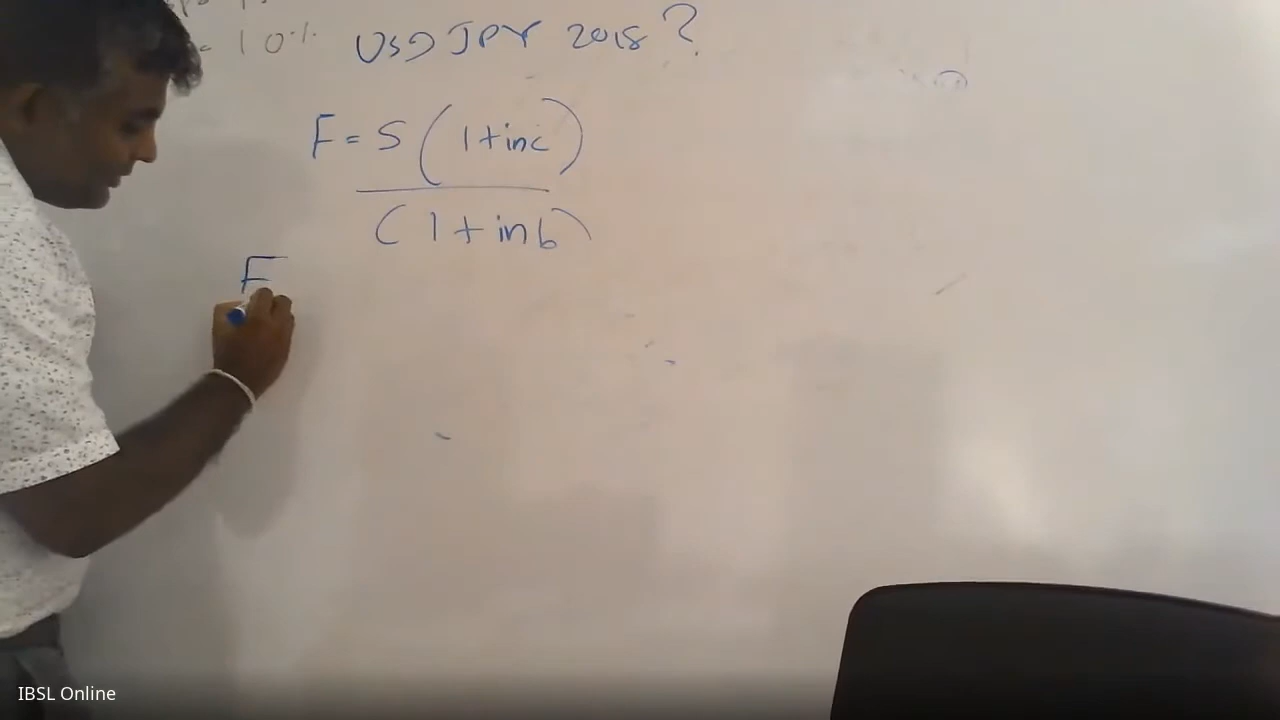 = 10% USD JPY 2018 ?
F = S ( 1 + inc )
( 1 + inb )
F
IBSL Online